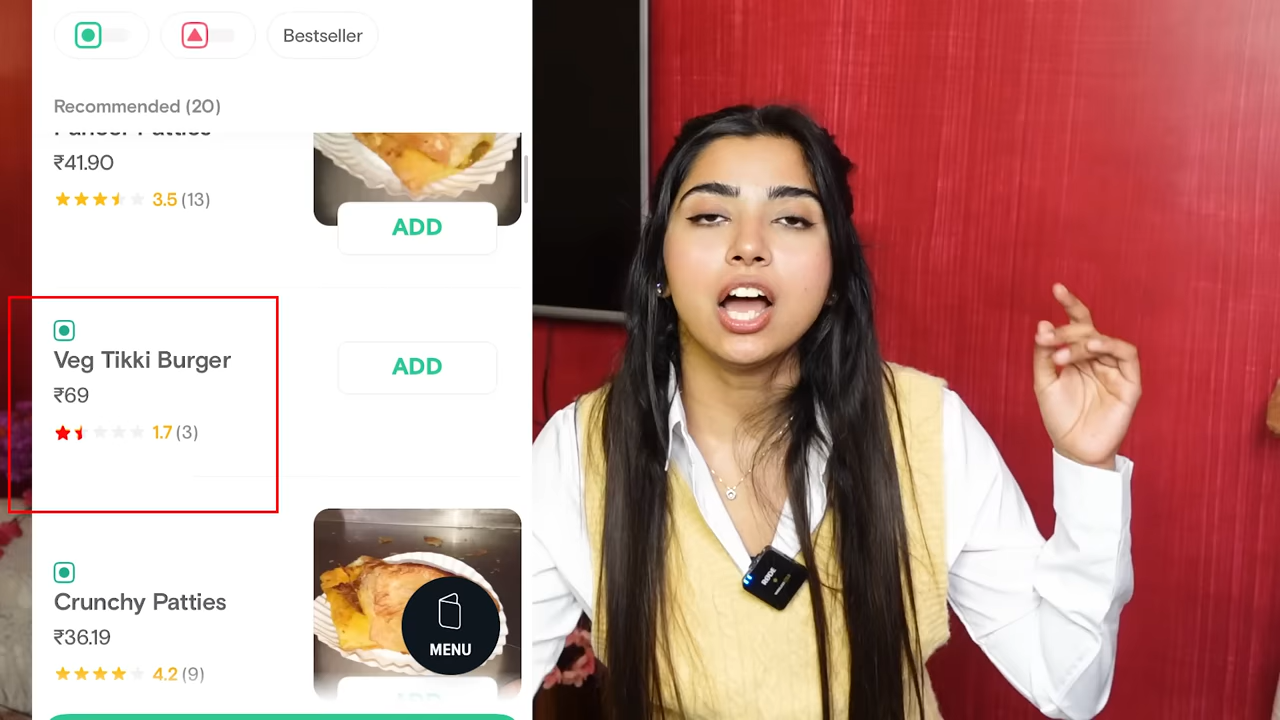 Bestseller
Recommended (20)
₹41.90
3.5 (13)
ADD
Veg Tikki Burger
₹69
1.7 (3)
ADD
Crunchy Patties
₹36.19
4.2 (9)
MENU
RØDE